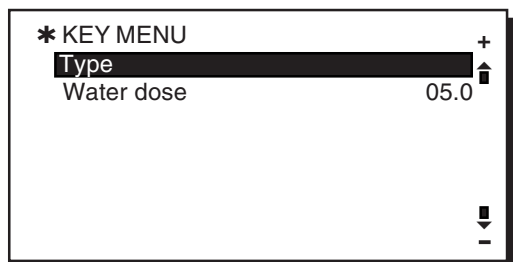 ✱ KEY MENU
+
Type
Water dose 05.0
-